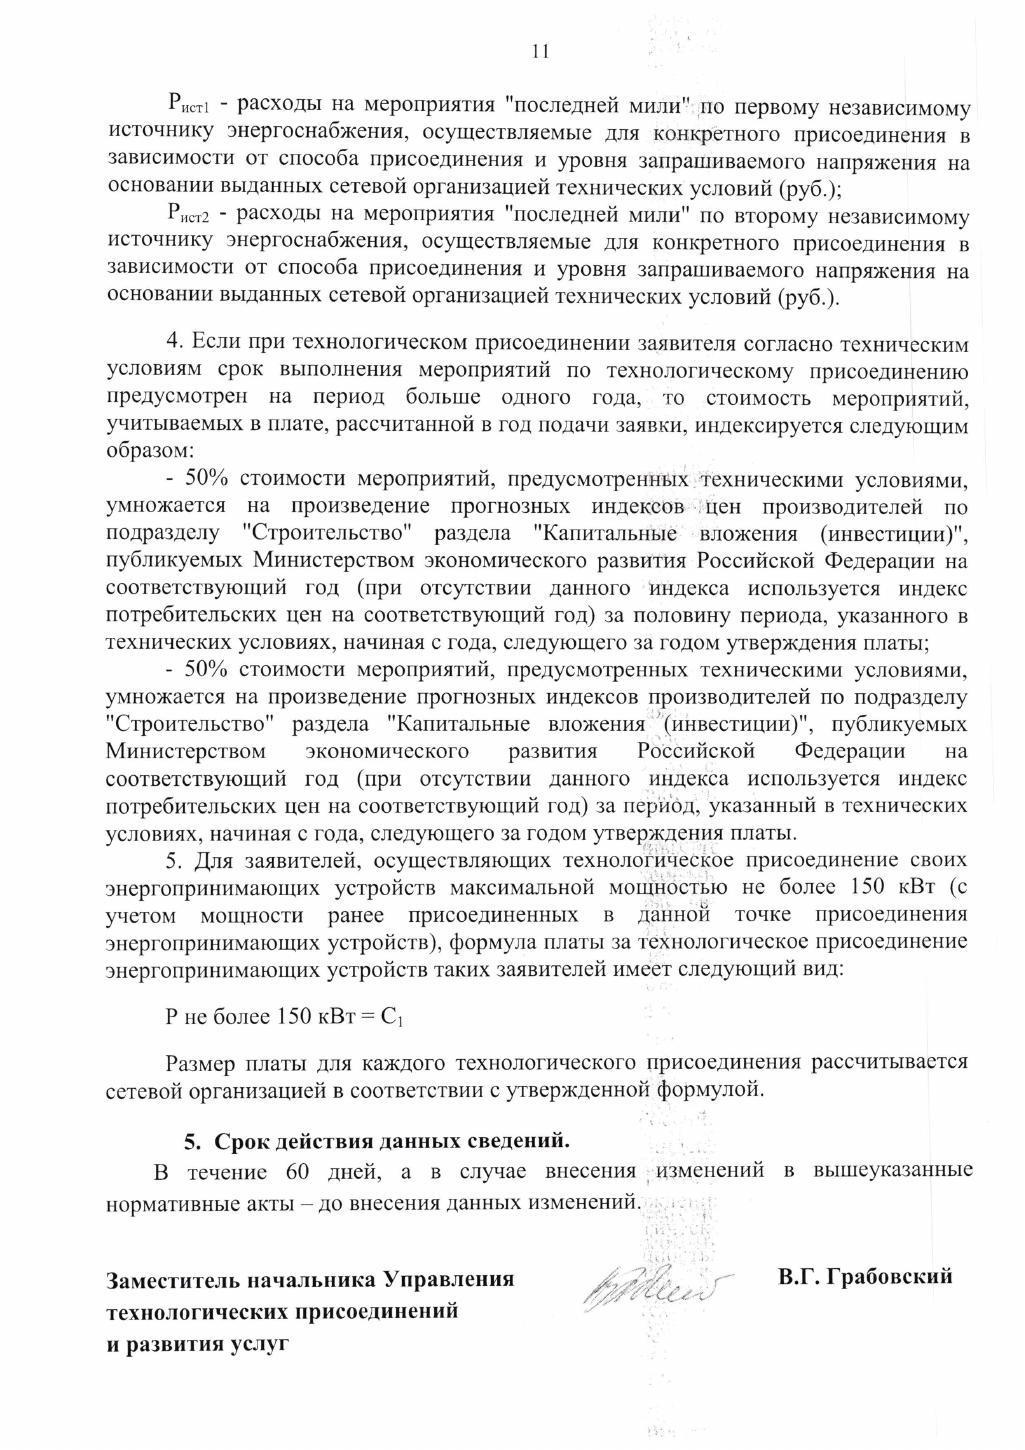 11
Рист1 - расходы на мероприятия "последней мили" по первому независимому
источнику энергоснабжения, осуществляемые для конкретного присоединения в
зависимости от способа присоединения и уровня запрашиваемого напряжения на
основании выданных сетевой организацией технических условий (руб.);
Рист2 - расходы на мероприятия "последней мили" по второму независимому
источнику энергоснабжения, осуществляемые для конкретного присоединения в
зависимости от способа присоединения и уровня запрашиваемого напряжения на
основании выданных сетевой организацией технических условий (руб.).
4. Если при технологическом присоединении заявителя согласно техническим
условиям срок выполнения мероприятий по технологическому присоединению
предусмотрен на период больше одного года, то стоимость мероприятий,
учитываемых в плате, рассчитанной в год подачи заявки, индексируется следующим
образом:
- 50% стоимости мероприятий, предусмотренных техническими условиями,
умножается на произведение прогнозных индексов цен производителей по
подразделу "Строительство" раздела "Капитальные вложения (инвестиции)",
публикуемых Министерством экономического развития Российской Федерации на
соответствующий год (при отсутствии данного индекса используется индекс
потребительских цен на соответствующий год) за половину периода, указанного в
технических условиях, начиная с года, следующего за годом утверждения платы;
- 50% стоимости мероприятий, предусмотренных техническими условиями,
умножается на произведение прогнозных индексов производителей по подразделу
"Строительство" раздела "Капитальные вложения (инвестиции)", публикуемых
Министерством экономического развития Российской Федерации на
соответствующий год (при отсутствии данного индекса используется индекс
потребительских цен на соответствующий год) за период, указанный в технических
условиях, начиная с года, следующего за годом утверждения платы.
5. Для заявителей, осуществляющих технологическое присоединение своих
энергопринимающих устройств максимальной мощностью не более 150 кВт (с
учетом мощности ранее присоединенных в данной точке присоединения
энергопринимающих устройств), формула платы за технологическое присоединение
энергопринимающих устройств таких заявителей имеет следующий вид:
Р не более 150 кВт = С1
Размер платы для каждого технологического присоединения рассчитывается
сетевой организацией в соответствии с утвержденной формулой.
5. Срок действия данных сведений.
В течение 60 дней, а в случае внесения изменений в вышеуказанные
нормативные акты – до внесения данных изменений.
Заместитель начальника Управления
технологических присоединений
и развития услуг
В.Г. Грабовский